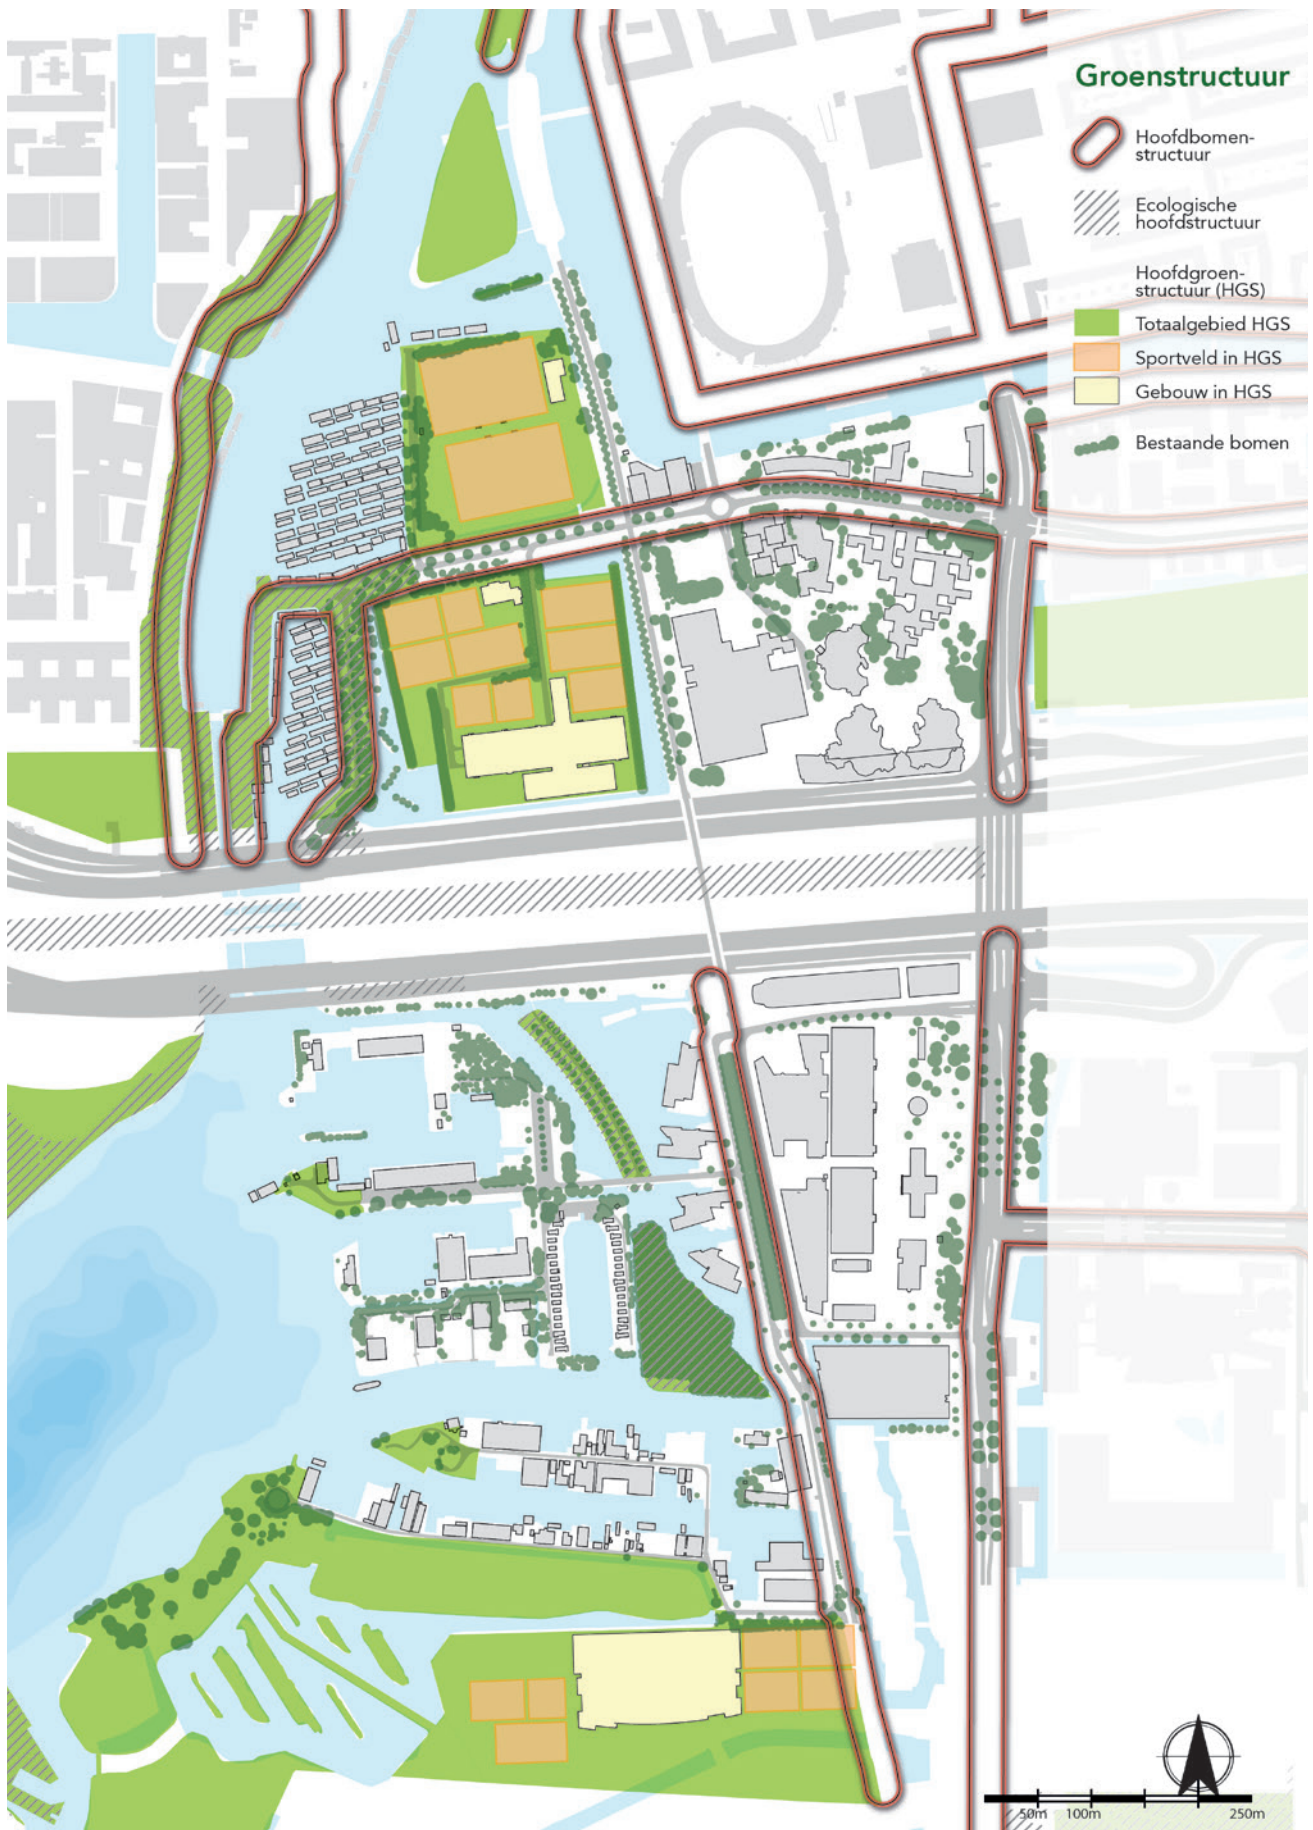 Groenstructuur
Hoofdbomen-
structuur
Ecologische
hoofdstructuur
Hoofdgroen-
structuur (HGS)
Totaalgebied HGS
Sportveld in HGS
Gebouw in HGS
Bestaande bomen
50m 100m 250m